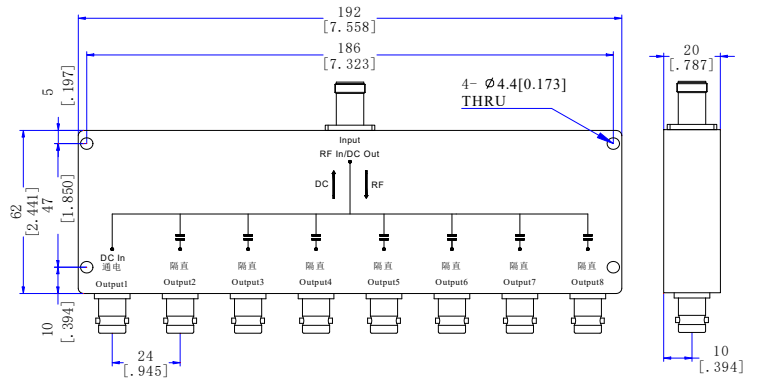 192
[7.558]
186
[7.323]
20
[.787]
5
[.197]
4- Ø4.4[0.173]
THRU
Input
RF In/DC Out
DC
RF
62
[2.441]
47
[1.850]
DC In
通电
隔直
隔直
隔直
隔直
隔直
隔直
隔直
Output1
Output2
Output3
Output4
Output5
Output6
Output7
Output8
10
[.394]
24
[.945]
10
[.394]